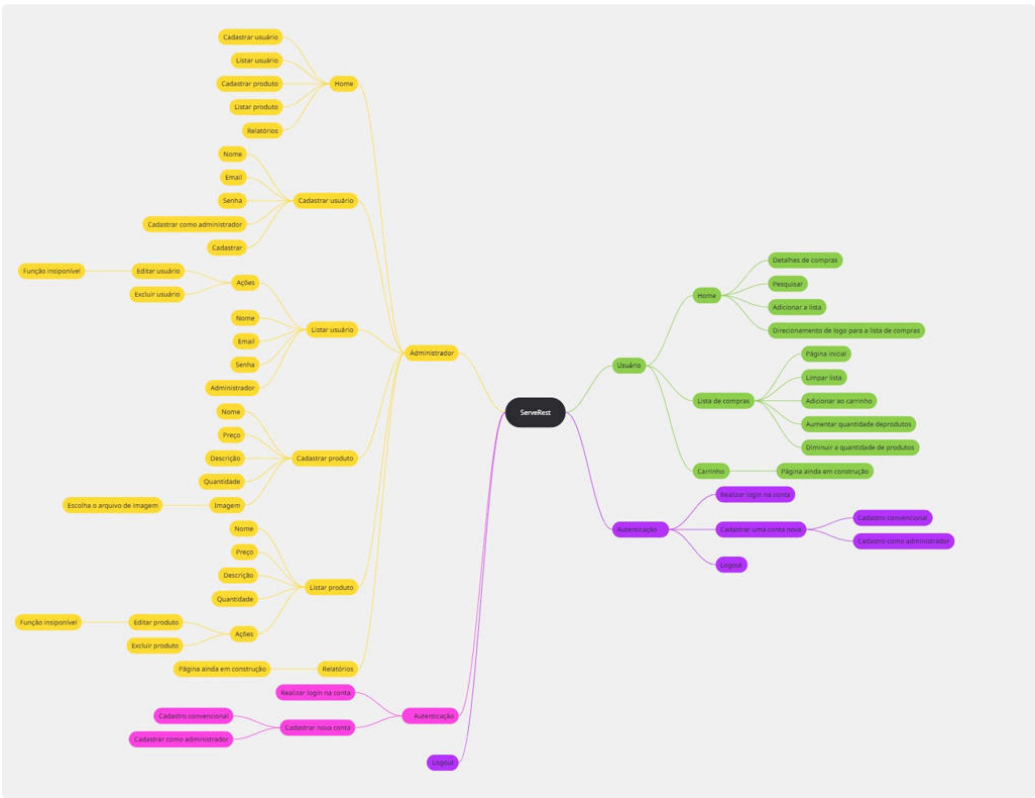 Cadastrar usuário
Listar usuário
Cadastrar produto
Listar produto
Relatórios
Home
Nome
Email
Senha
Cadastrar como administrador
Cadastrar
Cadastrar usuário
Função insiponível
Editar usuário
Excluir usuário
Ações
Nome
Email
Senha
Administrador
Listar usuário
Administrador
Nome
Preço
Descrição
Quantidade
Escolha o arquivo de imagem
Imagem
Cadastrar produto
Nome
Preço
Descrição
Quantidade
Função insiponível
Editar produto
Excluir produto
Ações
Listar produto
Página ainda em construção
Relatórios
Realizar login na conta
Cadastro convencional
Cadastrar como administrador
Cadastrar nova conta
Autenticação
Logout
ServeRest
Usuário
Home
Detalhes de compras
Pesquisar
Adicionar a lista
Direcionamento de logo para a lista de compras
Lista de compras
Página inicial
Limpar lista
Adicionar ao carrinho
Aumentar quantidade deprodutos
Diminuir a quantidade de produtos
Carrinho
Página ainda em construção
Autenticação
Realizar login na conta
Cadastrar uma conta nova
Cadastro convencional
Cadastro como administrador
Logout